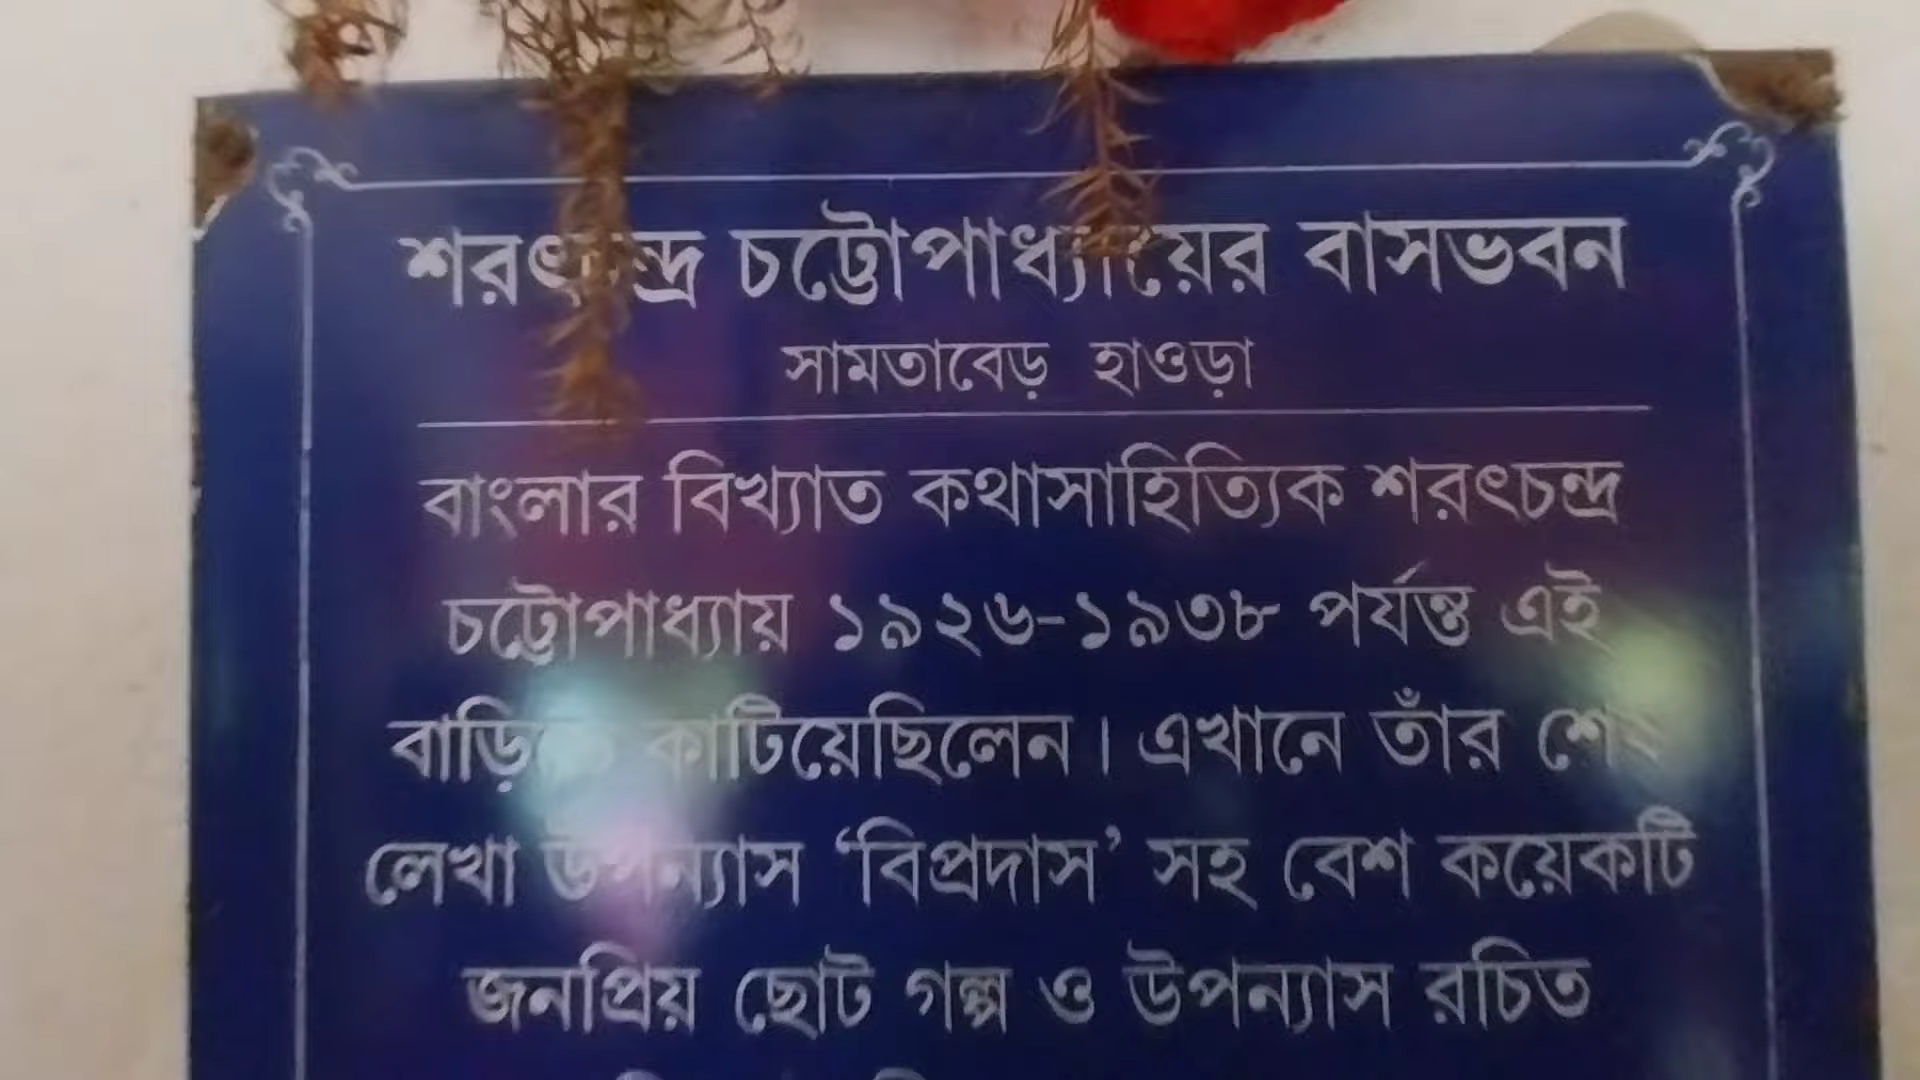 শরৎচন্দ্র চট্টোপাধ্যায়ের বাসভবন
সামতাবেড় হাওড়া
বাংলার বিখ্যাত কথাসাহিত্যিক শরৎচন্দ্র
চট্টোপাধ্যায় ১৯২৬-১৯৩৮ পর্যন্ত এই
বাড়িতে কাটিয়েছিলেন। এখানে তাঁর শেষ
লেখা উপন্যাস ‘বিপ্রদাস’ সহ বেশ কয়েকটি
জনপ্রিয় ছোট গল্প ও উপন্যাস রচিত